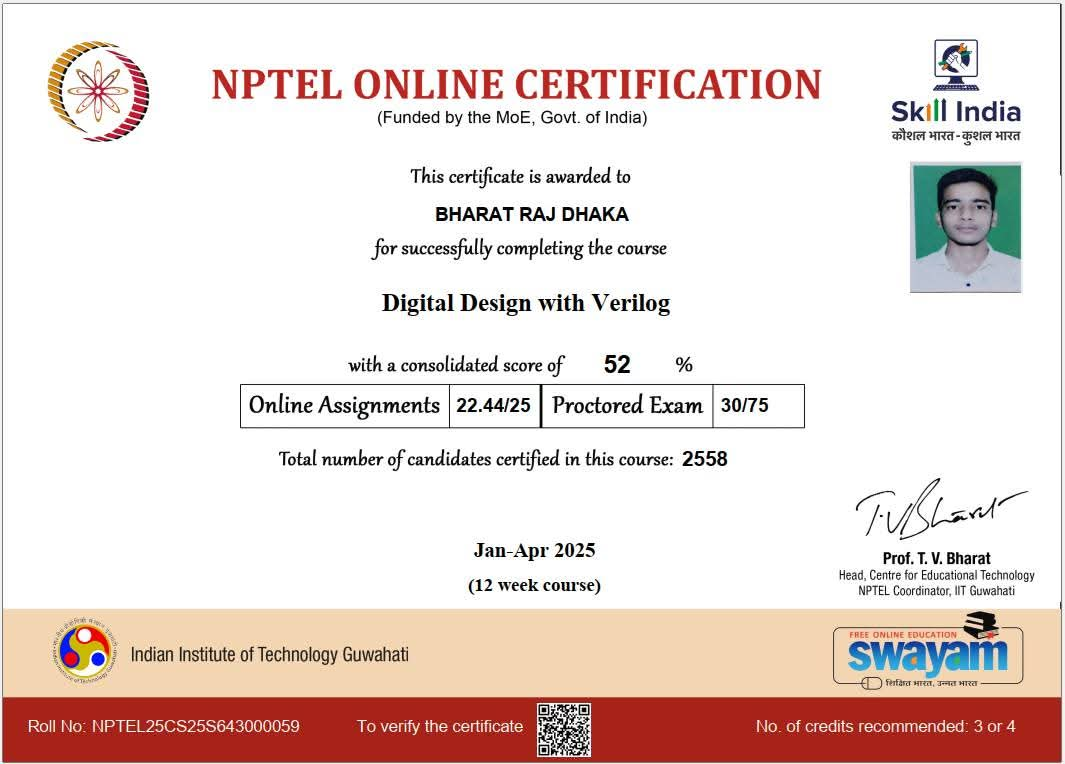 NPTEL ONLINE CERTIFICATION
(Funded by the MoE, Govt. of India)
Skill India
कौशल भारत - कुशल भारत
This certificate is awarded to
BHARAT RAJ DHAKA
for successfully completing the course
Digital Design with Verilog
with a consolidated score of 52 %
Online Assignments 22.44/25 Proctored Exam 30/75
Total number of candidates certified in this course: 2558
Jan-Apr 2025
(12 week course)
T.V Bharat
Prof. T. V. Bharat
Head, Centre for Educational Technology
NPTEL Coordinator, IIT Guwahati
Indian Institute of Technology Guwahati
FREE ONLINE EDUCATION
swayam
शिक्षित भारत, उन्नत भारत
Roll No: NPTEL25CS25S643000059 To verify the certificate No. of credits recommended: 3 or 4